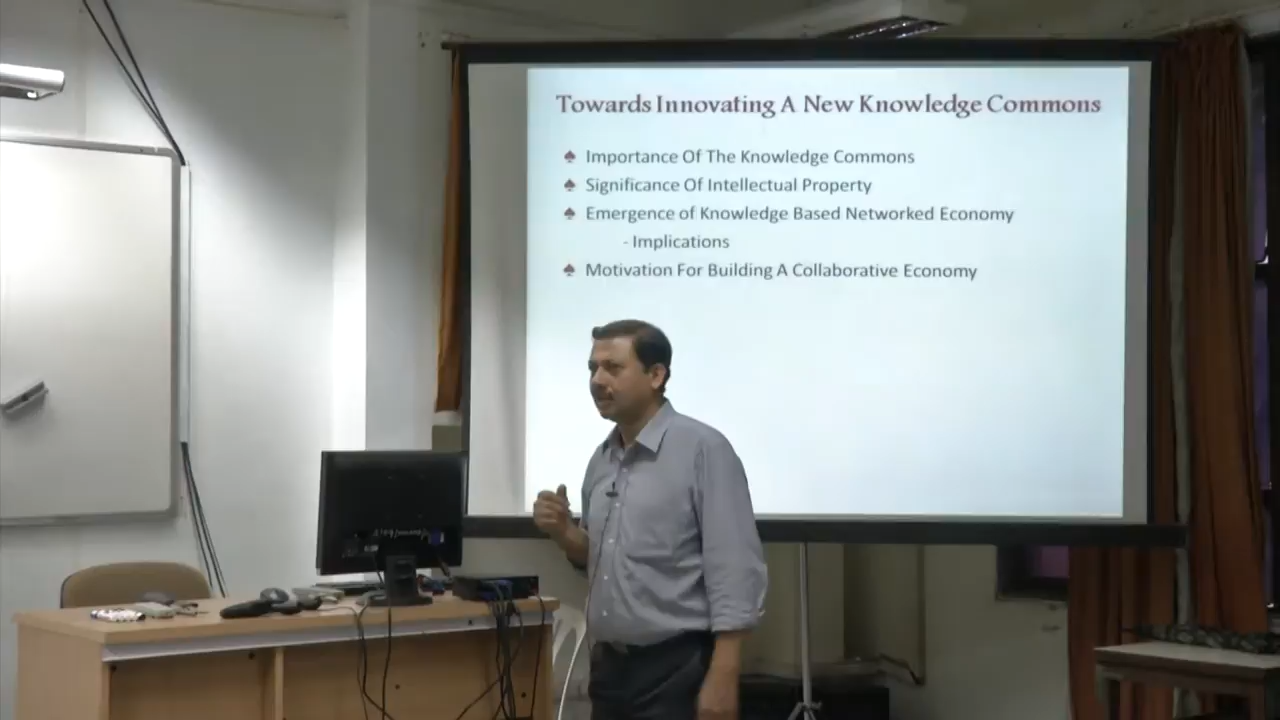 Towards Innovating A New Knowledge Commons
Importance Of The Knowledge Commons
Significance Of Intellectual Property
Emergence of Knowledge Based Networked Economy
- Implications
Motivation For Building A Collaborative Economy